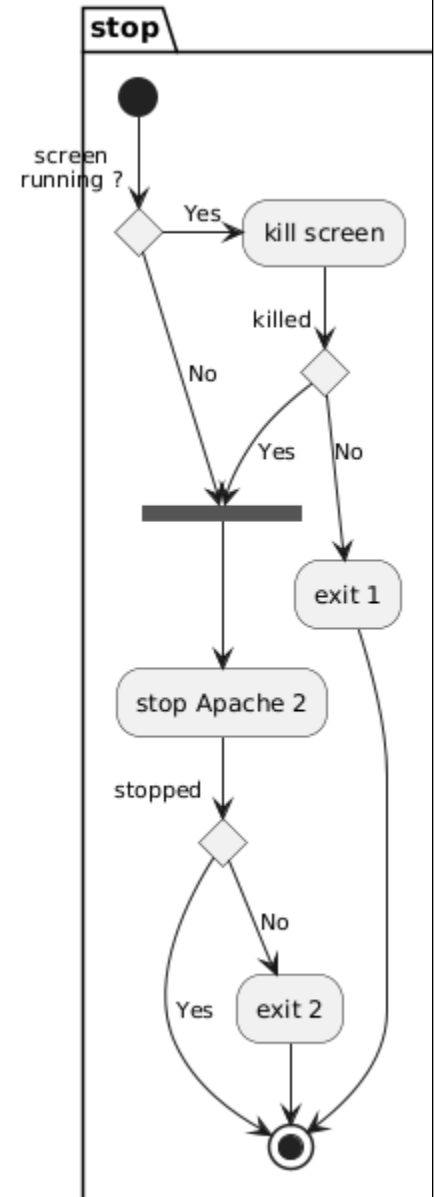 stop
screen
running ?
Yes
kill screen
killed
No
Yes
No
exit 1
stop Apache 2
stopped
No
Yes
exit 2